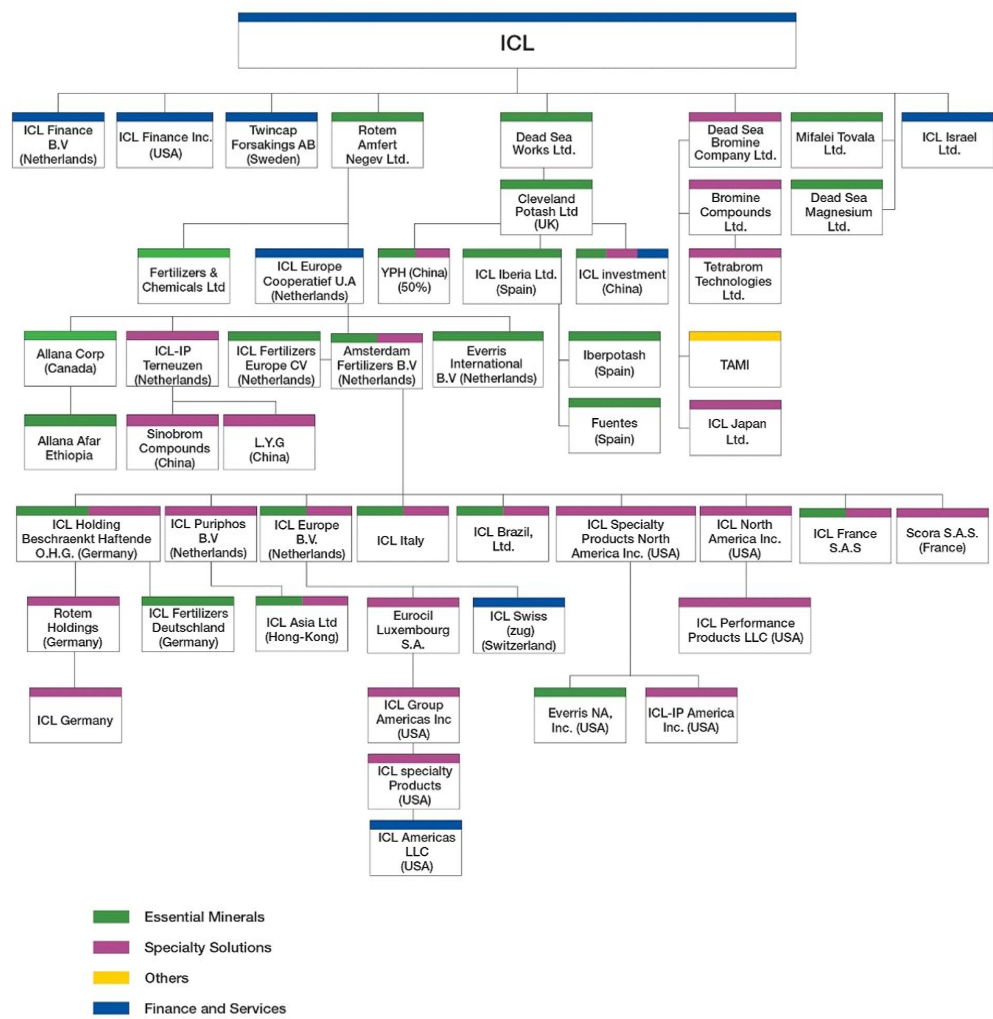 ICL
ICL Finance
B.V
(Netherlands)
ICL Finance Inc.
(USA)
Twincap
Forsakings AB
(Sweden)
Rotem
Amfert
Negev Ltd.
Dead Sea
Works Ltd.
Dead Sea
Bromine
Company Ltd.
Mifalei Tovala
Ltd.
ICL Israel Ltd.
Cleveland
Potash Ltd
(UK)
Bromine
Compounds
Ltd.
Dead Sea
Magnesium Ltd.
Fertilizers &
Chemicals Ltd
ICL Europe
Cooperatief U.A
(Netherlands)
YPH (China)
(50%)
ICL Iberia Ltd.
(Spain)
ICL investment
(China)
Tetrabrom
Technologies
Ltd.
Allana Corp
(Canada)
ICL-IP
Terneuzen
(Netherlands)
ICL Fertilizers
Europe CV
(Netherlands)
Amsterdam
Fertilizers B.V
(Netherlands)
Everris
International
B.V (Netherlands)
Iberpotash
(Spain)
TAMI
Allana Afar
Ethiopia
Sinobrom
Compounds
(China)
L.Y.G
(China)
Fuentes
(Spain)
ICL Japan
Ltd.
ICL Holding
Beschraenkt Haftende
O.H.G. (Germany)
ICL Puriphos
B.V
(Netherlands)
ICL Europe
B.V.
(Netherlands)
ICL Italy
ICL Brazil,
Ltd.
ICL Specialty
Products North
America Inc. (USA)
ICL North
America Inc.
(USA)
ICL France
S.A.S
Scora S.A.S.
(France)
Rotem
Holdings
(Germany)
ICL Fertilizers
Deutschland
(Germany)
ICL Asia Ltd
(Hong-Kong)
Eurocil
Luxembourg
S.A.
ICL Swiss
(zug)
(Switzerland)
ICL Performance
Products LLC (USA)
ICL Germany
ICL Group
Americas Inc
(USA)
Everris NA,
Inc. (USA)
ICL-IP America
Inc. (USA)
ICL specialty
Products
(USA)
ICL Americas
LLC
(USA)
Essential Minerals
Specialty Solutions
Others
Finance and Services